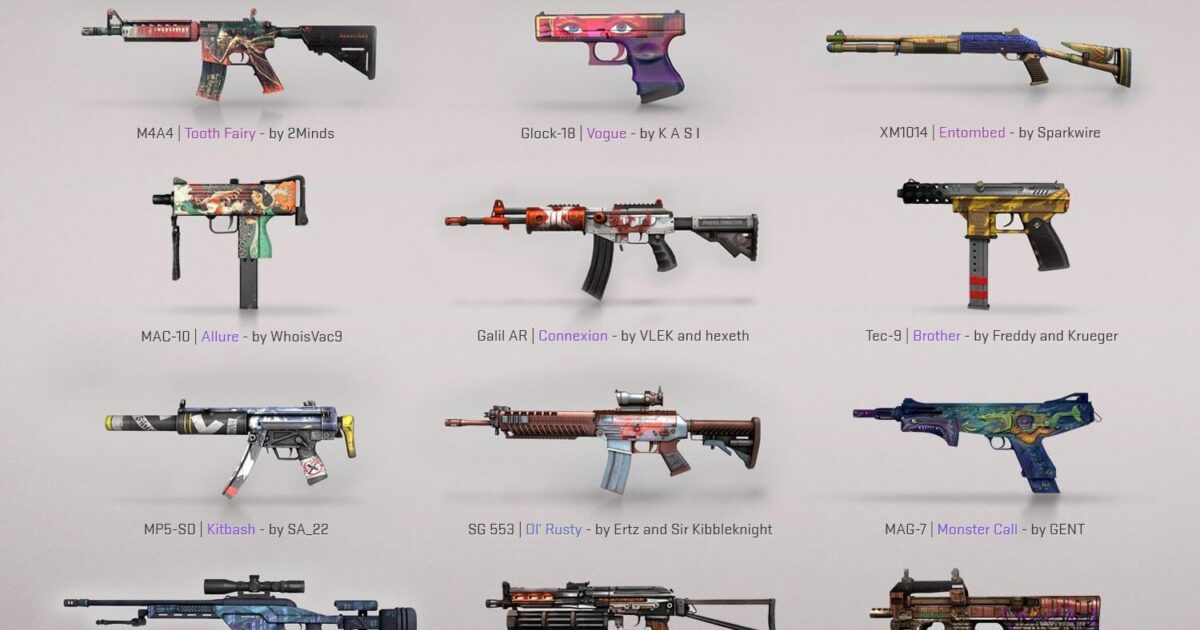 M4A4 | Tooth Fairy - by 2Minds
Glock-18 | Vogue - by K A S I
XM1014 | Entombed - by Sparkwire
MAC-10 | Allure - by WhoisVac9
Galil AR | Connexion - by VLEK and hexeth
Tec-9 | Brother - by Freddy and Krueger
MP5-SD | Kitbash - by SA_22
SG 553 | Ol' Rusty - by Ertz and Sir Kibbleknight
MAG-7 | Monster Call - by GENT